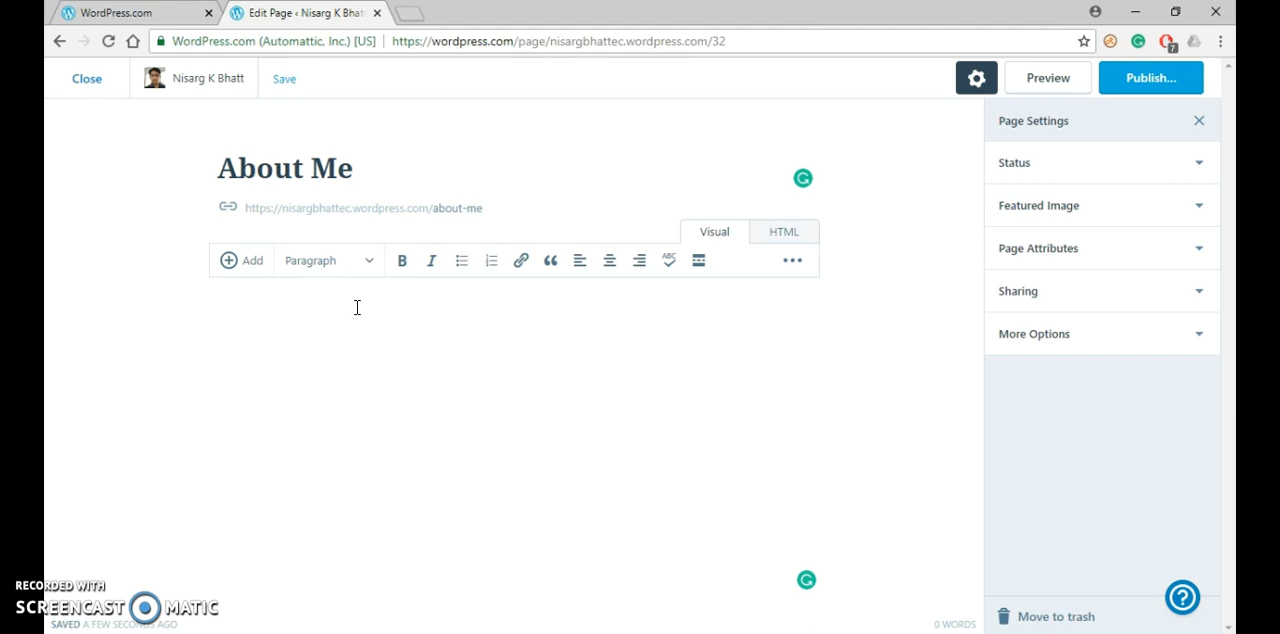 WordPress.com
Edit Page ‹ Nisarg K Bhat
WordPress.com (Automattic, Inc.) [US]
https://wordpress.com/page/nisargbhattec.wordpress.com/32
7
Close
Nisarg K Bhatt
Save
Preview
Publish...
Page Settings
About Me
Status
https://nisargbhattec.wordpress.com/about-me
Featured Image
Visual
HTML
Add
Paragraph
B
I
ABC
Page Attributes
Sharing
More Options
RECORDED WITH
SCREENCAST MATIC
SAVED A FEW SECONDS AGO
0 WORDS
Move to trash